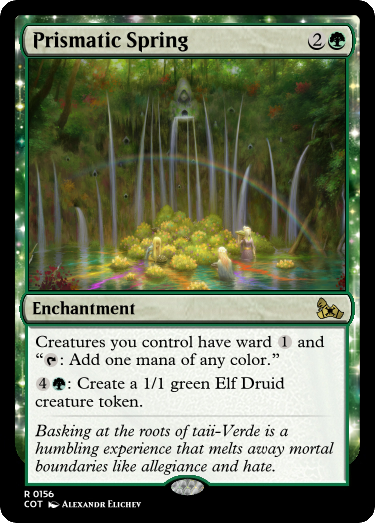 Prismatic Spring 2
Enchantment
Creatures you control have ward 1 and
“: Add one mana of any color.”
4: Create a 1/1 green Elf Druid
creature token.
Basking at the roots of taii-Verde is a
humbling experience that melts away mortal
boundaries like allegiance and hate.
R 0156
COT Alexandr Elichev